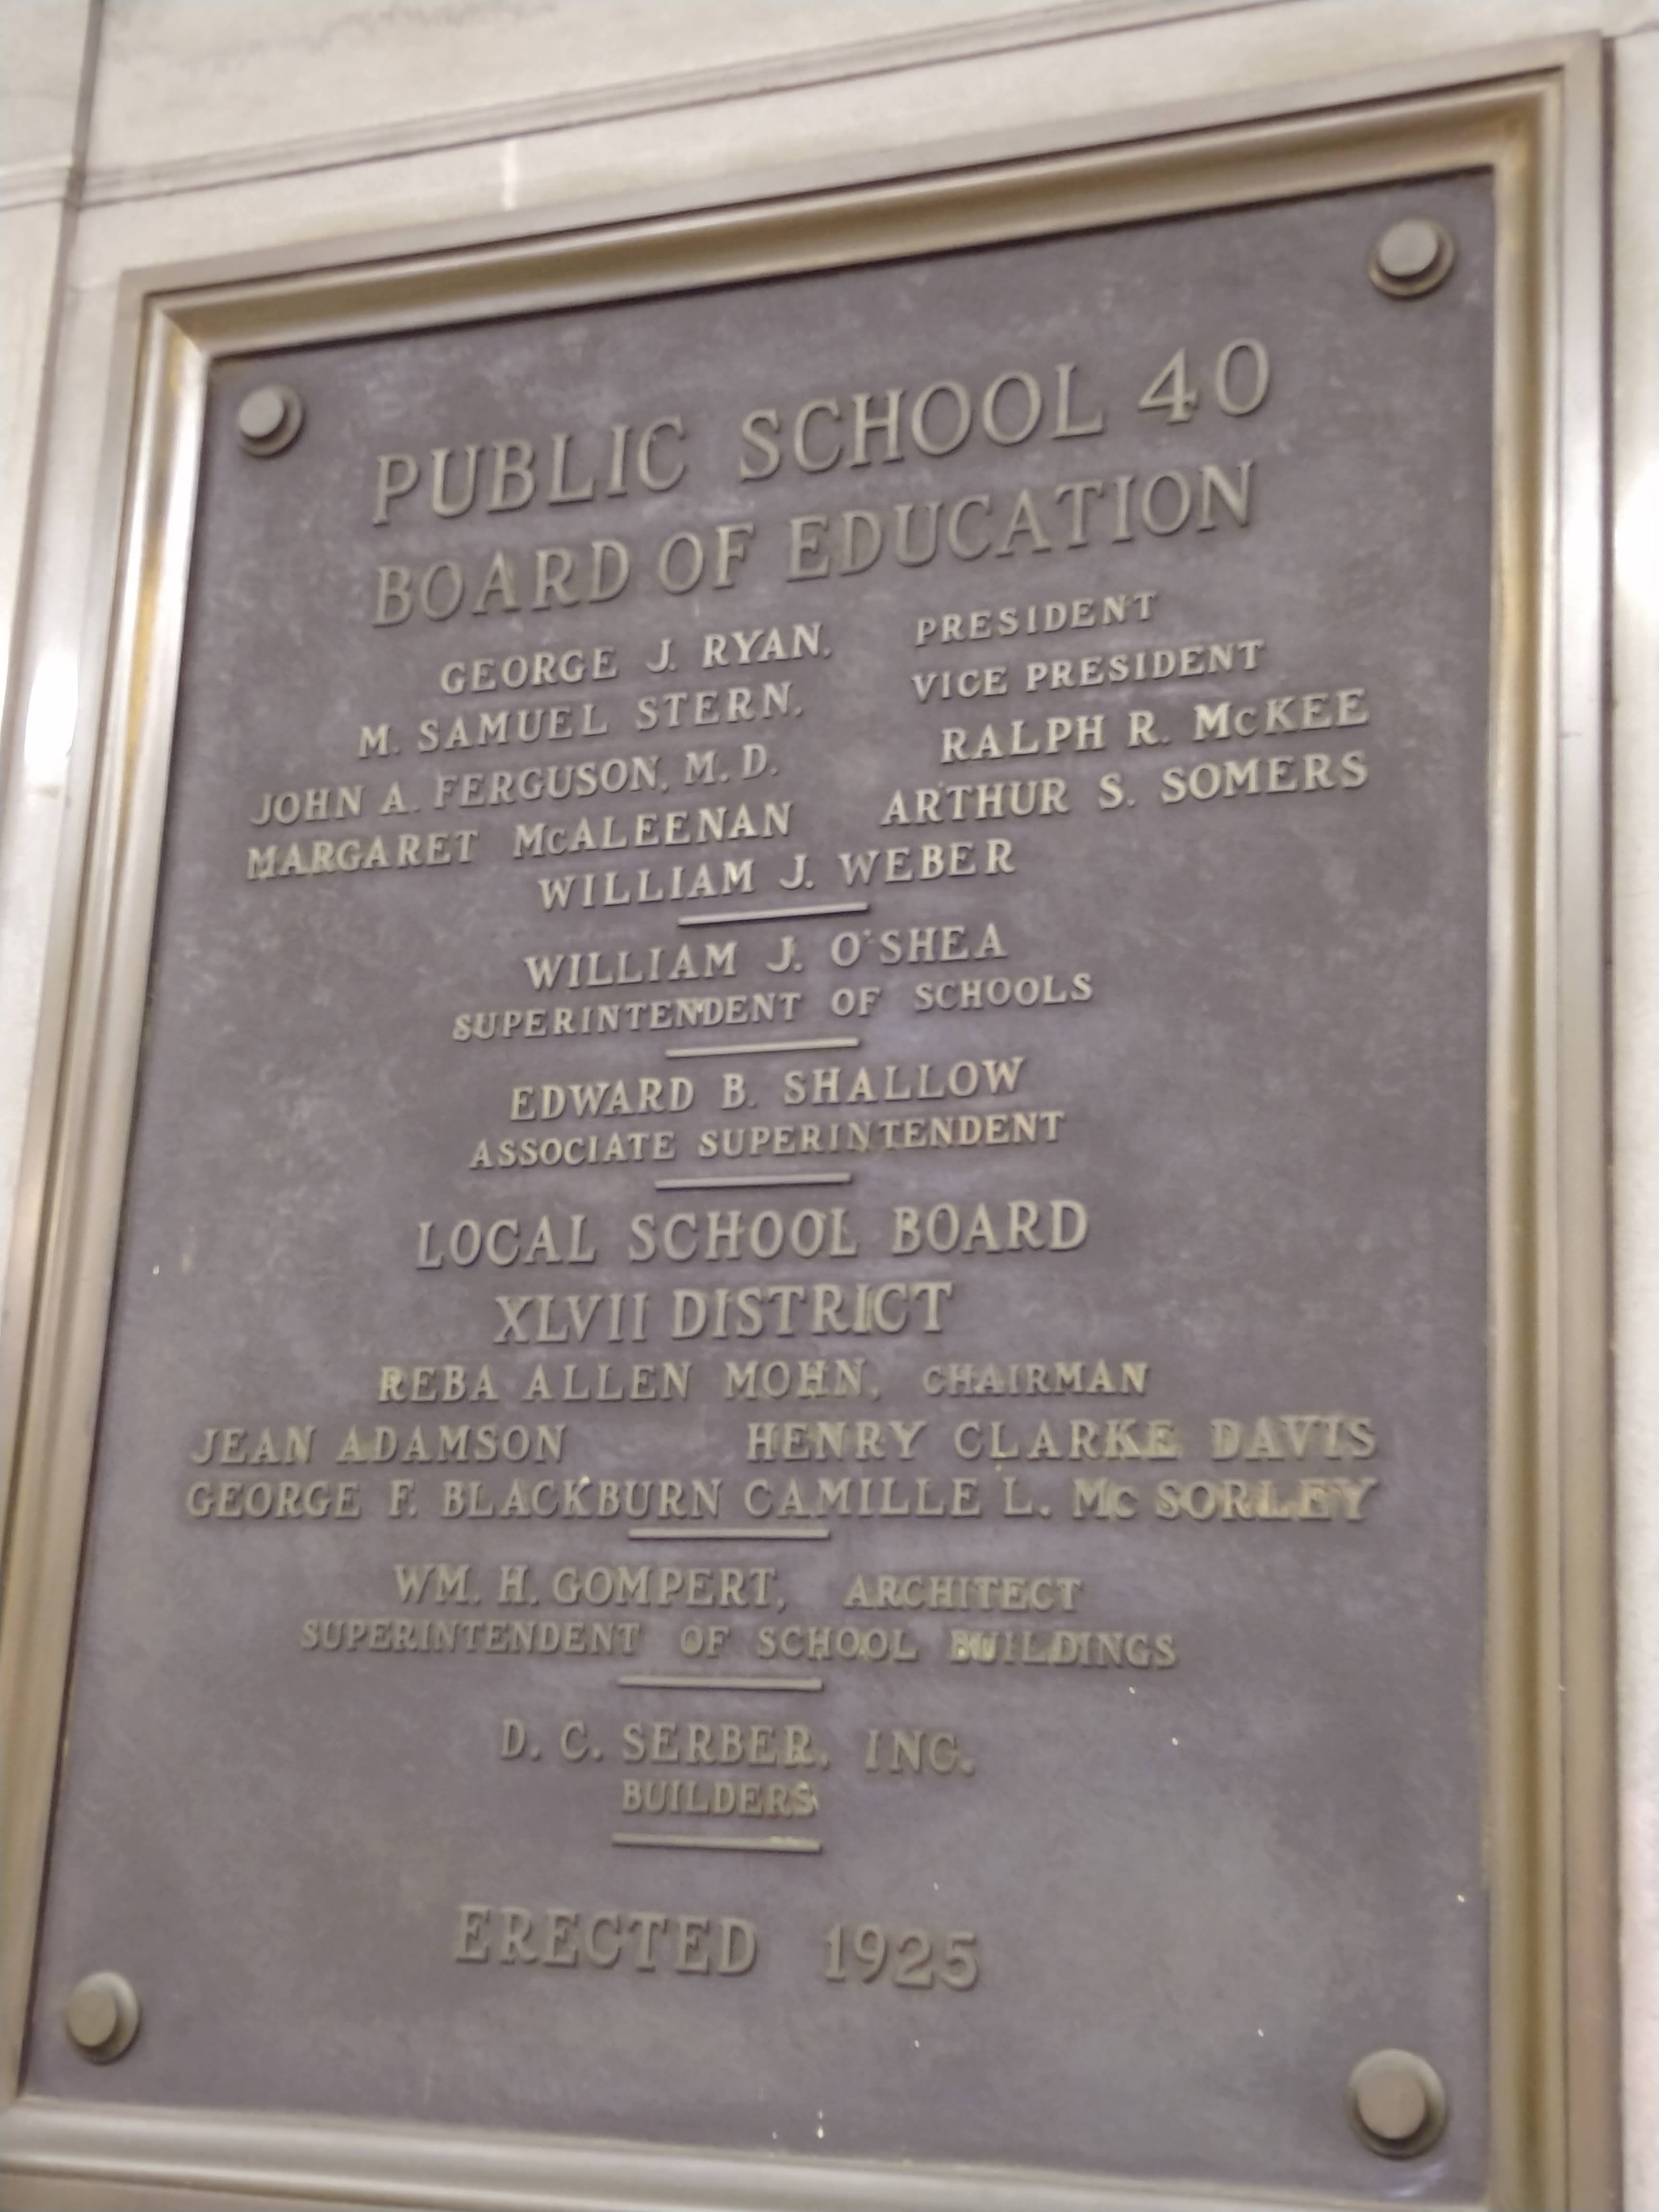 PUBLIC SCHOOL 40
BOARD OF EDUCATION
GEORGE J. RYAN, PRESIDENT
M. SAMUEL STERN, VICE PRESIDENT
JOHN A. FERGUSON, M. D. RALPH R. McKEE
MARGARET McALEENAN ARTHUR S. SOMERS
WILLIAM J. WEBER
WILLIAM J. O'SHEA
SUPERINTENDENT OF SCHOOLS
EDWARD B. SHALLOW
ASSOCIATE SUPERINTENDENT
LOCAL SCHOOL BOARD
XLVII DISTRICT
REBA ALLEN MOHN, CHAIRMAN
JEAN ADAMSON HENRY CLARKE DAVIS
GEORGE F. BLACKBURN CAMILLE L. Mc SORLEY
WM. H. GOMPERT, ARCHITECT
SUPERINTENDENT OF SCHOOL BUILDINGS
D. C. SERBER, INC.
BUILDERS
ERECTED 1925